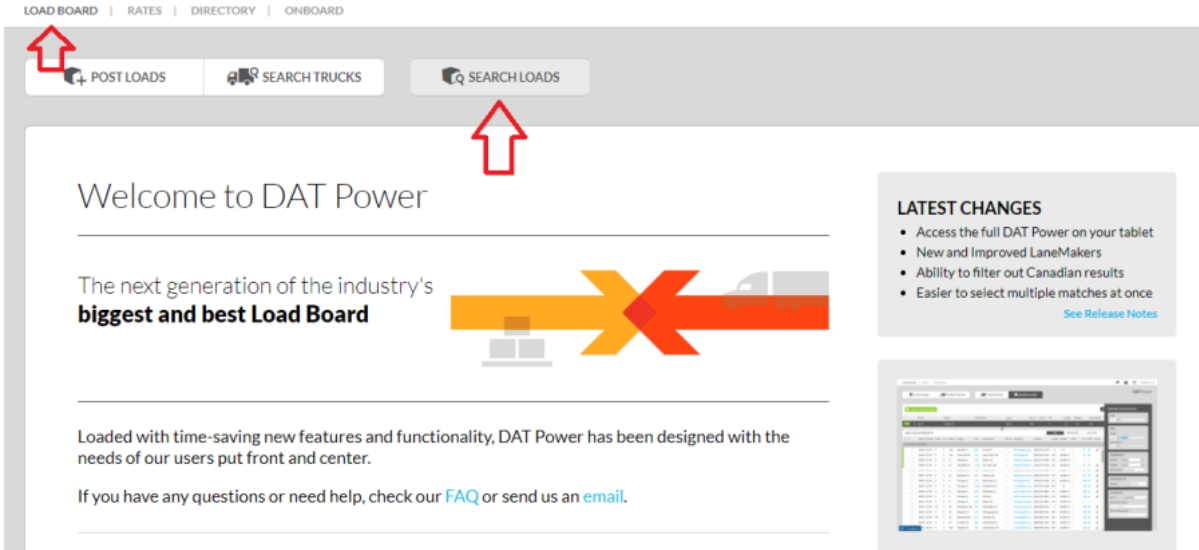 LOAD BOARD | RATES | DIRECTORY | ONBOARD
POST LOADS SEARCH TRUCKS SEARCH LOADS
Welcome to DAT Power
The next generation of the industry's
biggest and best Load Board
Loaded with time-saving new features and functionality, DAT Power has been designed with the
needs of our users put front and center.
If you have any questions or need help, check our FAQ or send us an email.
LATEST CHANGES
• Access the full DAT Power on your tablet
• New and Improved LaneMakers
• Ability to filter out Canadian results
• Easier to select multiple matches at once
See Release Notes